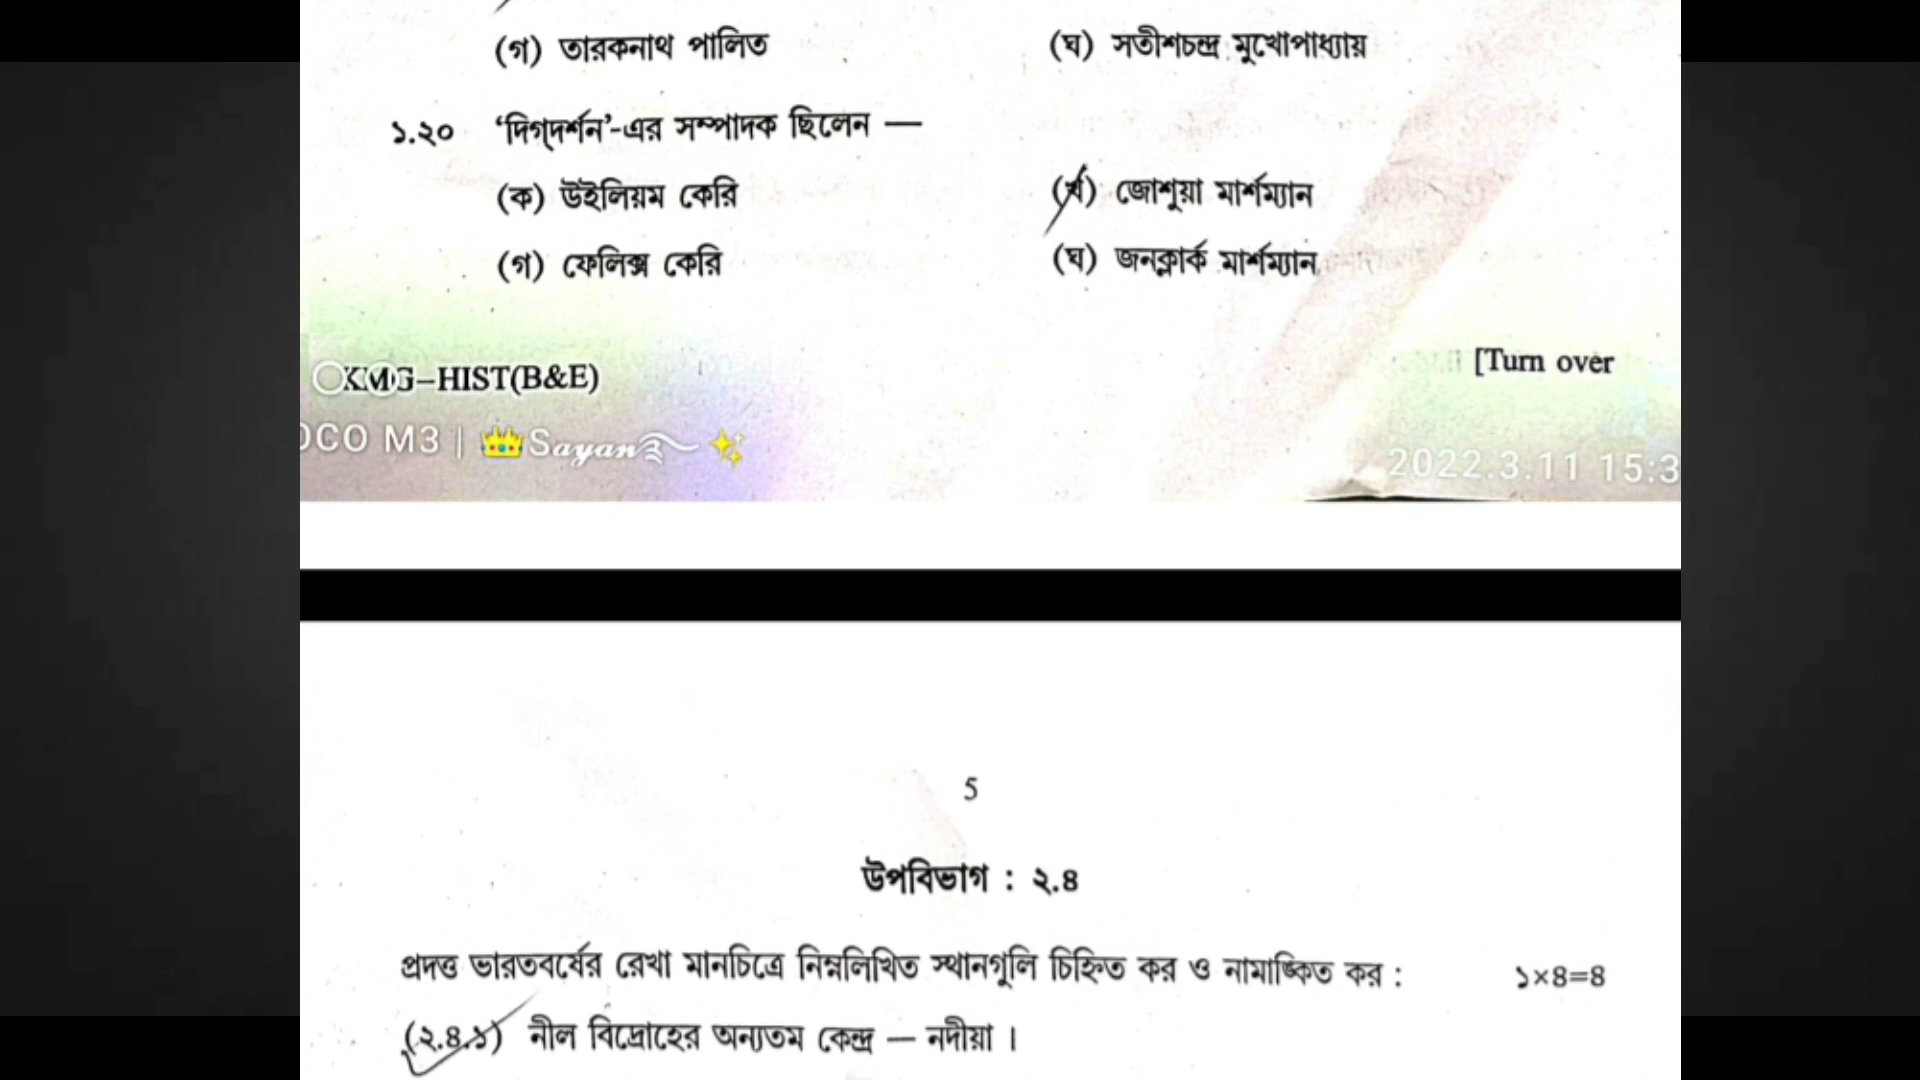 (গ) তারকনাথ পালিত (ঘ) সতীশচন্দ্র মুখোপাধ্যায়
১.২০ ‘দিগ্‌দর্শন’-এর সম্পাদক ছিলেন —
(ক) উইলিয়ম কেরি (খ) জোশুয়া মার্শম্যান
(গ) ফেলিক্স কেরি (ঘ) জনক্লার্ক মার্শম্যান
–HIST(B&E) [Turn over
OCO M3 | 👑Sayan ✨ 2022.3.11 15:3
5
উপবিভাগ : ২.৪
প্রদত্ত ভারতবর্ষের রেখা মানচিত্রে নিম্নলিখিত স্থানগুলি চিহ্নিত কর ও নামাঙ্কিত কর : ১×৪=৪
(২.৪.১) নীল বিদ্রোহের অন্যতম কেন্দ্র — নদীয়া ।